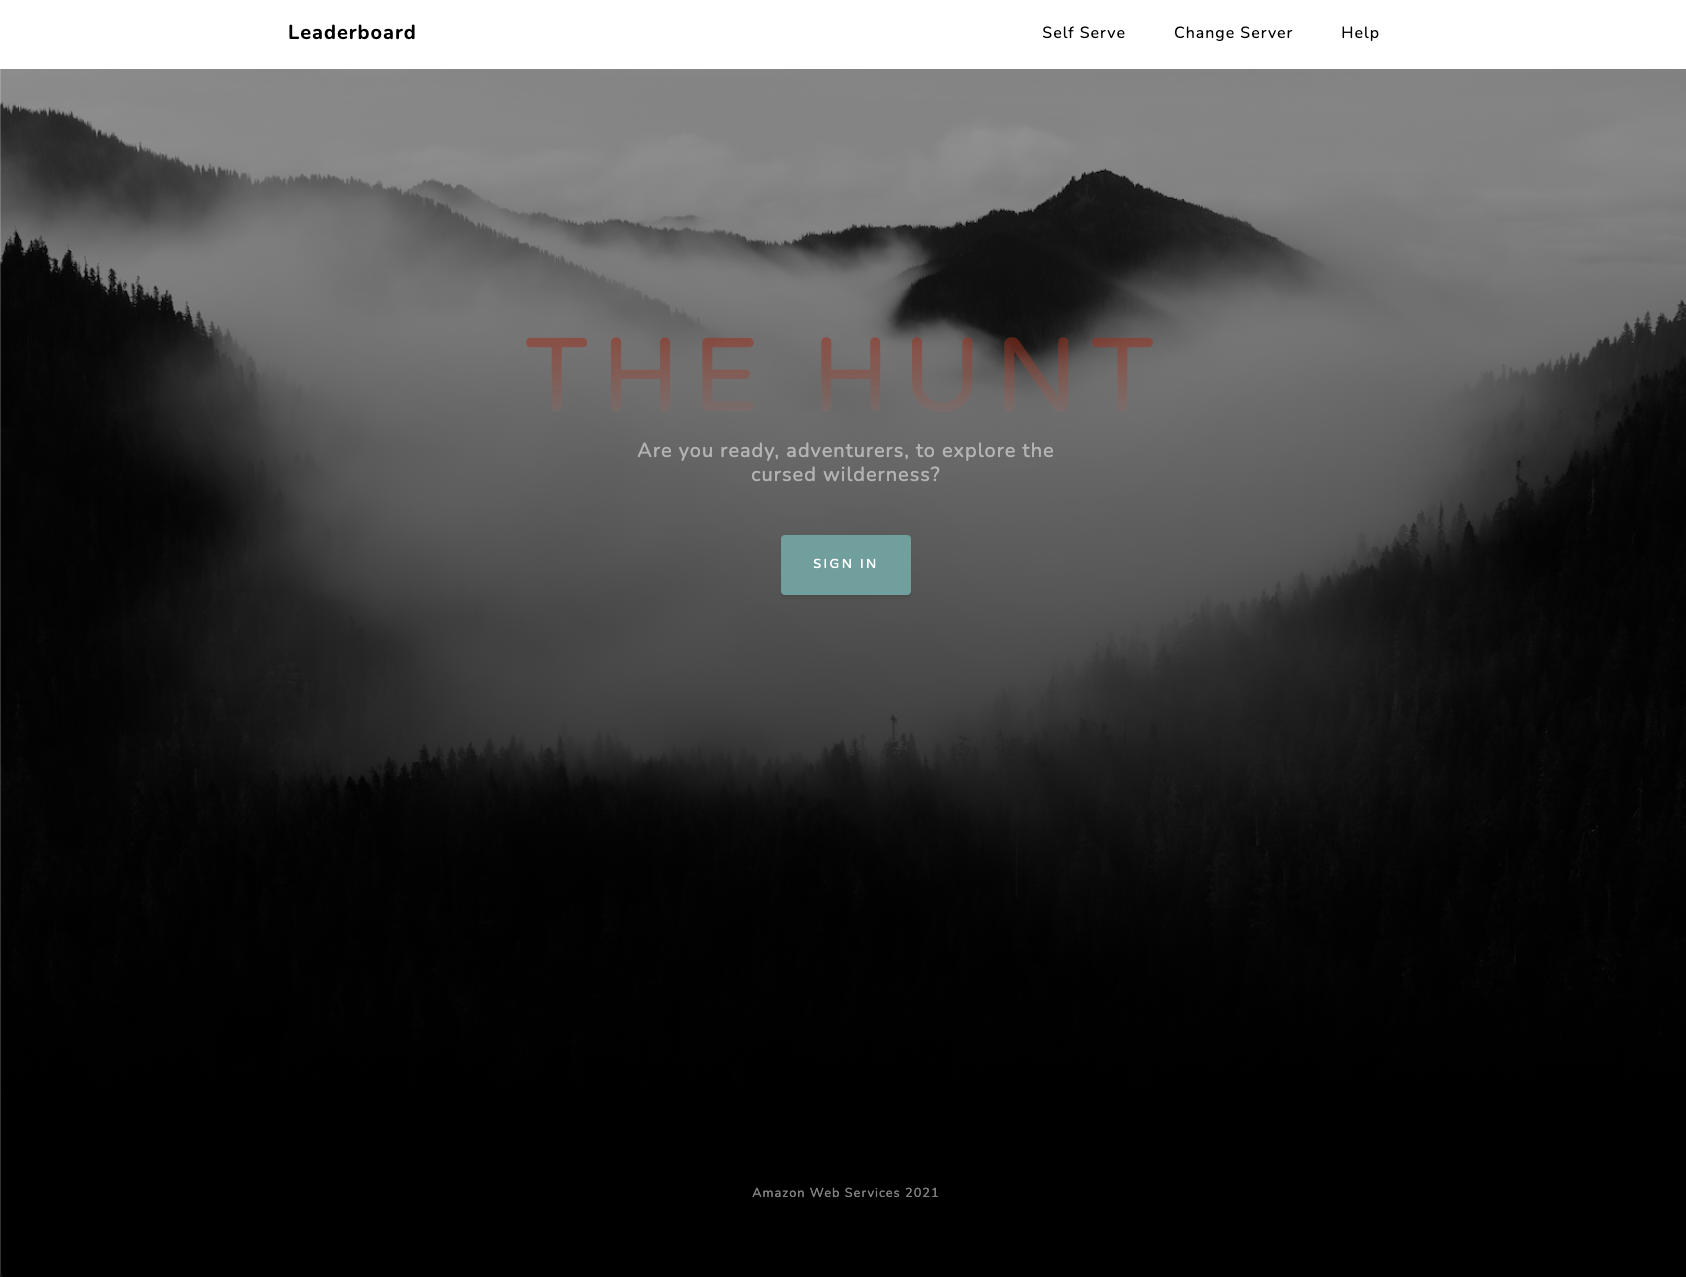 Leaderboard
Self Serve
Change Server
Help
THE HUNT
Are you ready, adventurers, to explore the
cursed wilderness?
SIGN IN
Amazon Web Services 2021